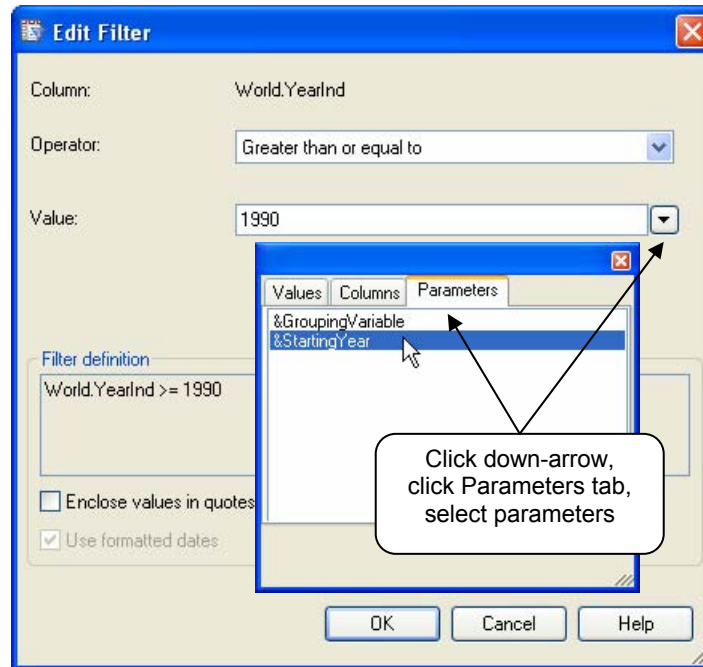 Edit Filter
Column: World.YearInd
Operator: Greater than or equal to
Value: 1990
Values Columns Parameters
&GroupingVariable
&StartingYear
Filter definition
World.YearInd >= 1990
Click down-arrow,
click Parameters tab,
select parameters
Enclose values in quotes
Use formatted dates
OK Cancel Help